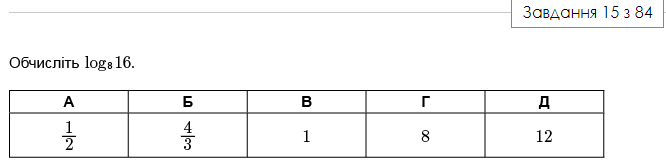 Завдання 15 з 84
Обчисліть log₈16.
А Б В Г Д
1/2 4/3 1 8 12